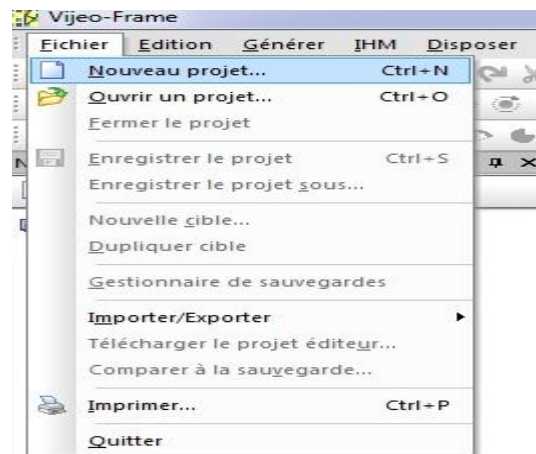 Vijeo-Frame
Fichier Edition Générer IHM Disposer
Nouveau projet... Ctrl+N
Ouvrir un projet... Ctrl+O
Fermer le projet
Enregistrer le projet Ctrl+S
Enregistrer le projet sous...
Nouvelle cible...
Dupliquer cible
Gestionnaire de sauvegardes
Importer/Exporter
Télécharger le projet éditeur...
Comparer à la sauvegarde...
Imprimer... Ctrl+P
Quitter